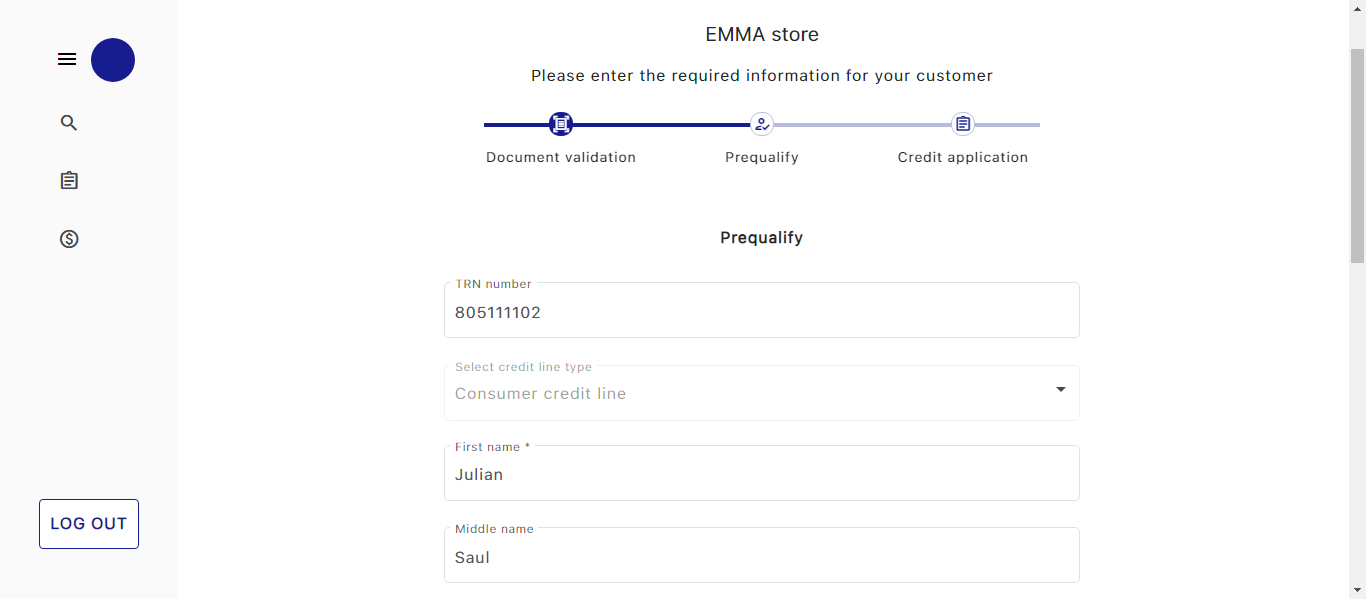 EMMA store
Please enter the required information for your customer
Document validation
Prequalify
Credit application
Prequalify
TRN number
805111102
Select credit line type
Consumer credit line
First name *
Julian
Middle name
Saul
LOG OUT